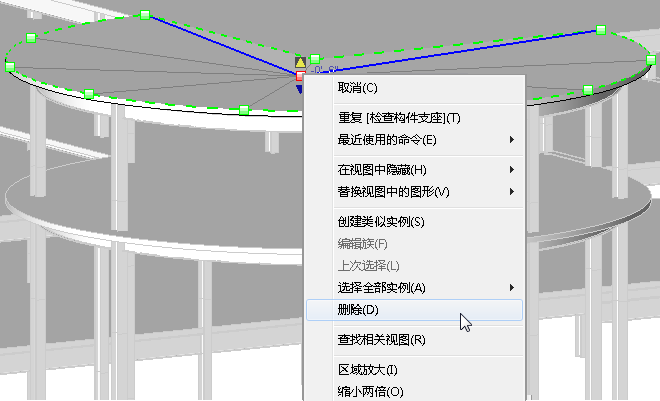 取消(C)
重复 [检查构件支座](T)
最近使用的命令(E)
在视图中隐藏(H)
替换视图中的图形(V)
创建类似实例(S)
编辑族(F)
上次选择(L)
选择全部实例(A)
删除(D)
查找相关视图(R)
区域放大(I)
缩小两倍(O)